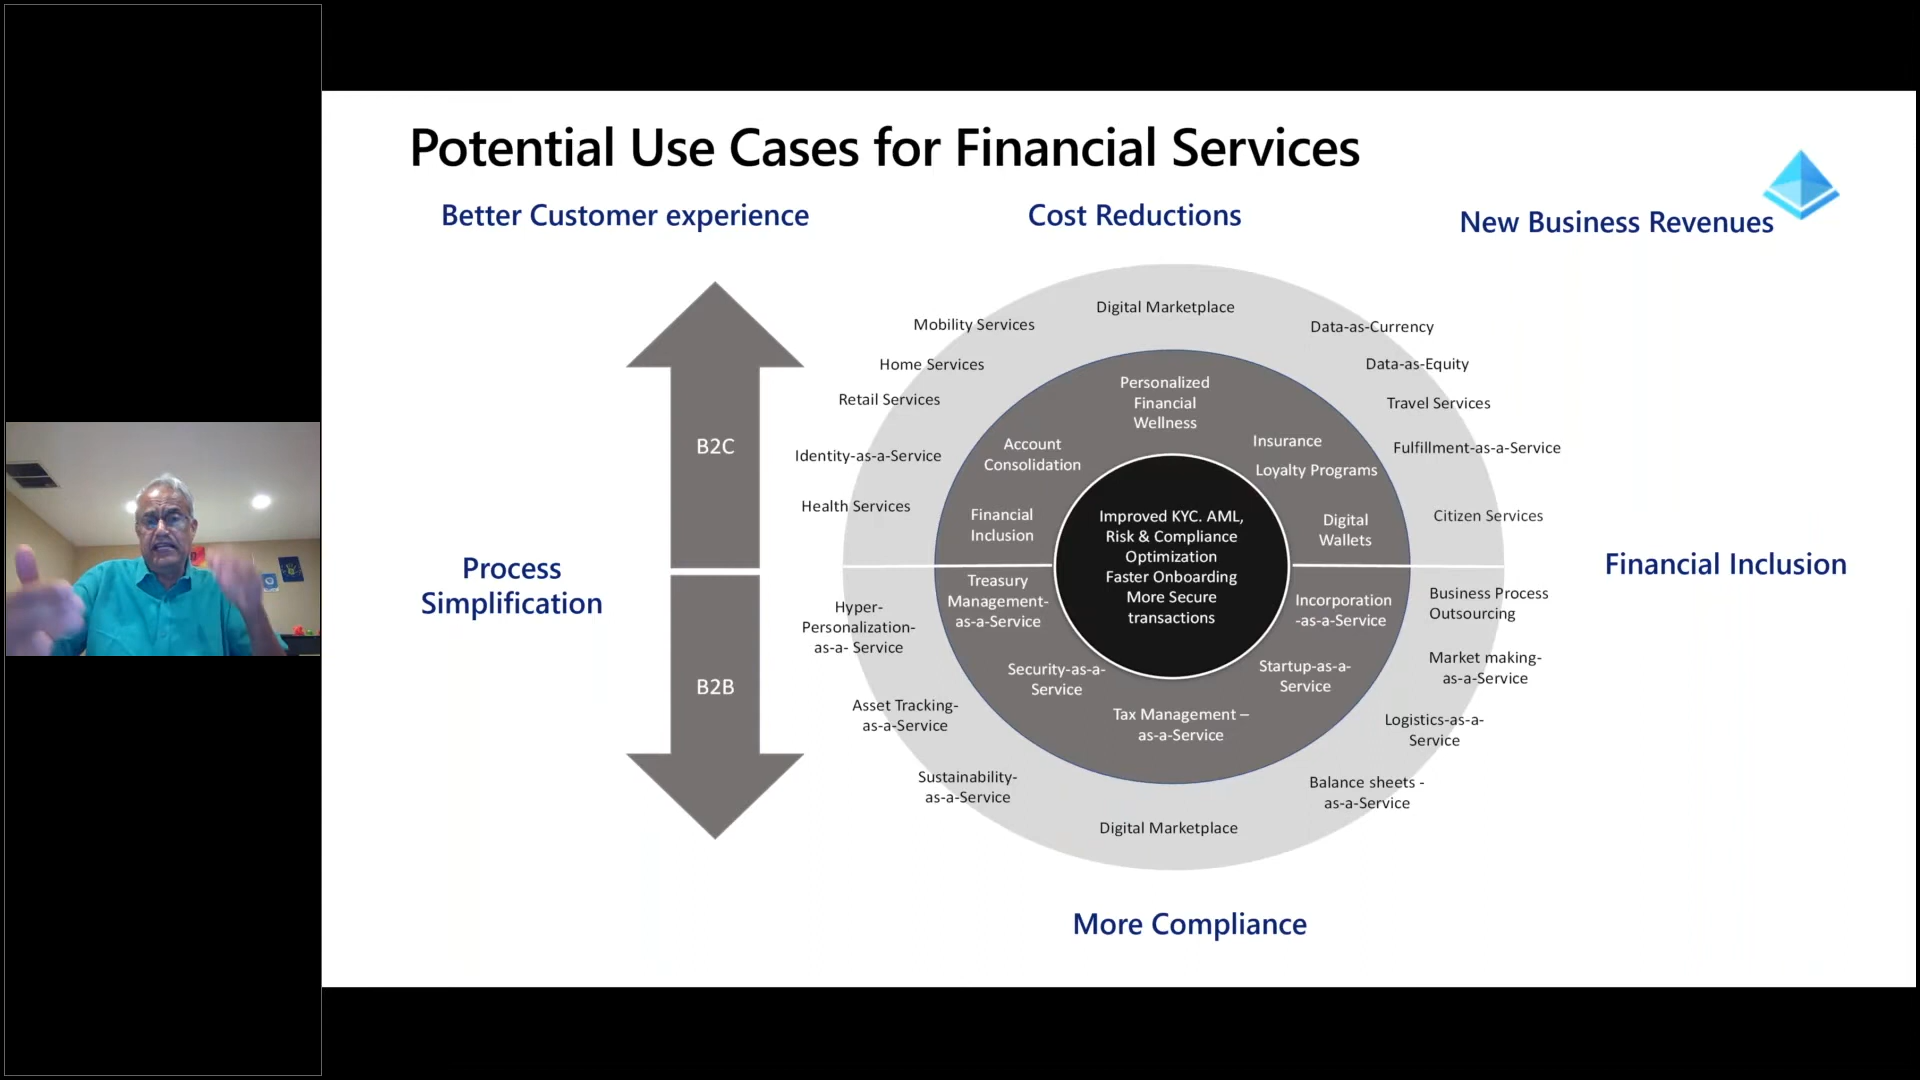 Potential Use Cases for Financial Services
Better Customer experience
Cost Reductions
New Business Revenues
Digital Marketplace
Mobility Services
Data-as-Currency
Home Services
Data-as-Equity
Retail Services
Travel Services
Identity-as-a-Service
Fulfillment-as-a-Service
Health Services
Citizen Services
Personalized
Financial
Wellness
Account
Consolidation
Insurance
Loyalty Programs
Financial
Inclusion
Digital
Wallets
B2C
Improved KYC. AML,
Risk & Compliance
Optimization
Faster Onboarding
More Secure
transactions
Process
Simplification
Financial Inclusion
B2B
Treasury
Management-
as-a-Service
Incorporation
-as-a-Service
Security-as-a-
Service
Startup-as-a-
Service
Tax Management –
as-a-Service
Hyper-
Personalization-
as-a- Service
Business Process
Outsourcing
Market making-
as-a-Service
Asset Tracking-
as-a-Service
Logistics-as-a-
Service
Sustainability-
as-a-Service
Balance sheets -
as-a-Service
Digital Marketplace
More Compliance